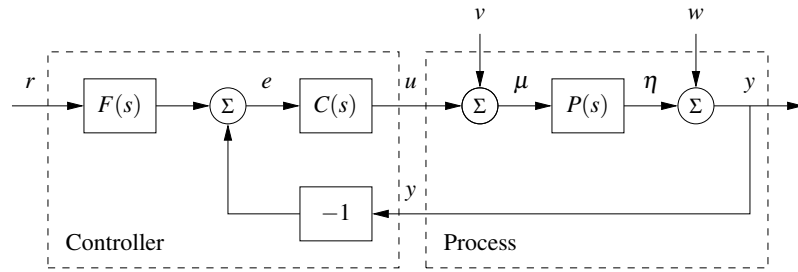 v
w
r
F(s)
Σ
e
C(s)
u
Σ
μ
P(s)
η
Σ
y
−1
y
Controller
Process